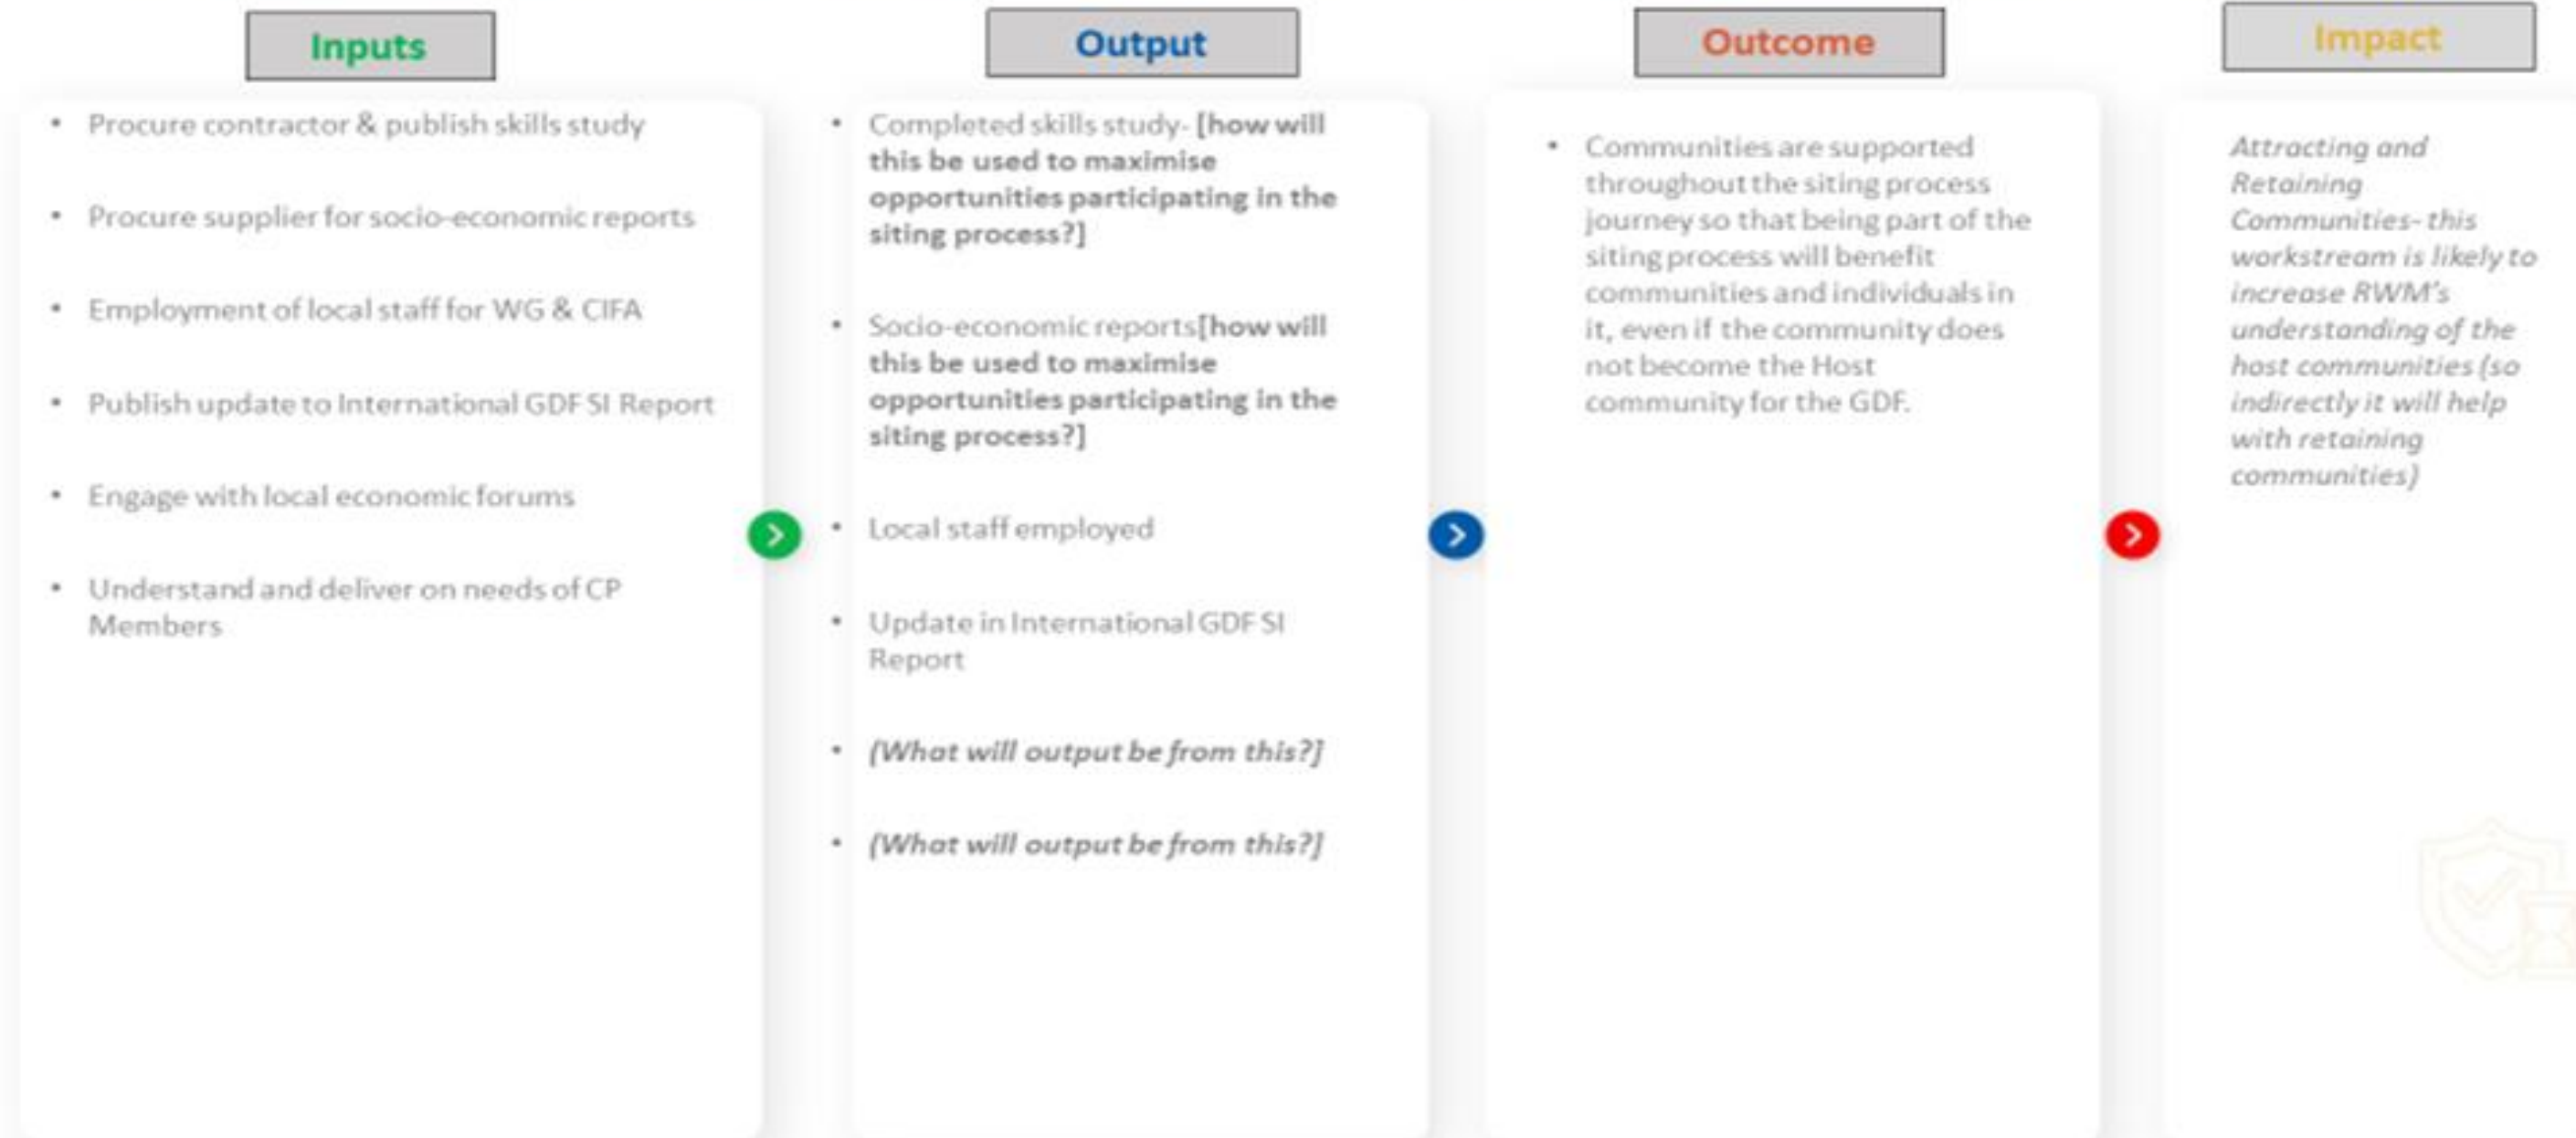 Inputs
• Procure contractor & publish skills study
• Procure supplier for socio-economic reports
• Employment of local staff for WG & CIFA
• Publish update to International GDF SI Report
• Engage with local economic forums
• Understand and deliver on needs of CP
Members
Output
• Completed skills study- [how will
this be used to maximise
opportunities participating in the
siting process?]
• Socio-economic reports[how will
this be used to maximise
opportunities participating in the
siting process?]
• Local staff employed
• Update in International GDF SI
Report
• [What will output be from this?]
• [What will output be from this?]
Outcome
• Communities are supported
throughout the siting process
journey so that being part of the
siting process will benefit
communities and individuals in
it, even if the community does
not become the Host
community for the GDF.
Impact
Attracting and
Retaining
Communities- this
workstream is likely to
increase RWM's
understanding of the
host communities (so
indirectly it will help
with retaining
communities)